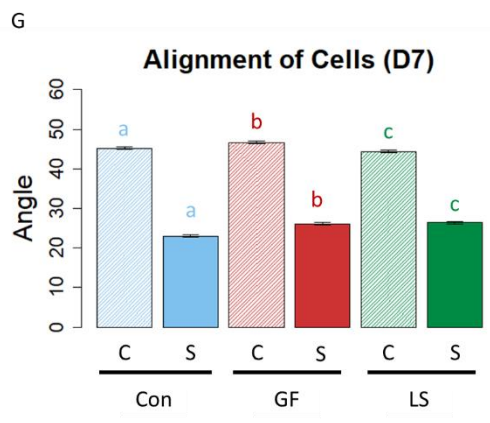 G
Alignment of Cells (D7)
Angle
60
50
40
30
20
10
0
a
a
b
b
c
c
C S C S C S
Con GF LS